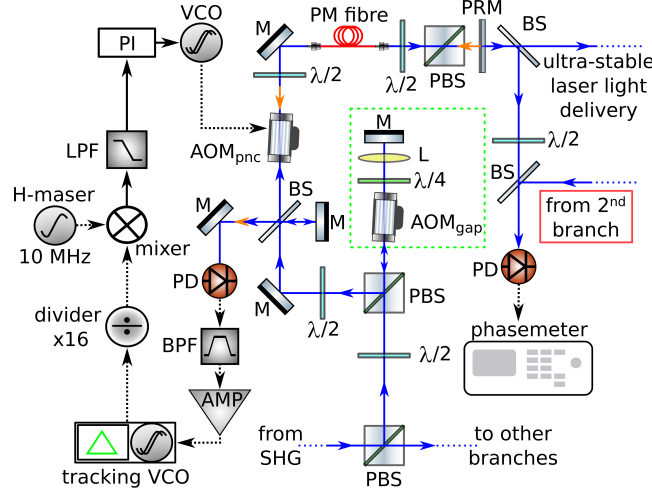 VCO
PM fibre
PRM
M
BS
PI
λ/2
PBS
λ/2
ultra-stable
laser light
delivery
LPF
AOMpnc
M
L
λ/4
λ/2
H-maser
M
BS
M
AOMgap
BS
from 2nd
branch
10 MHz
mixer
PD
M
λ/2
PBS
PD
divider
x16
BPF
λ/2
phasemeter
AMP
from
SHG
to other
branches
tracking VCO
PBS